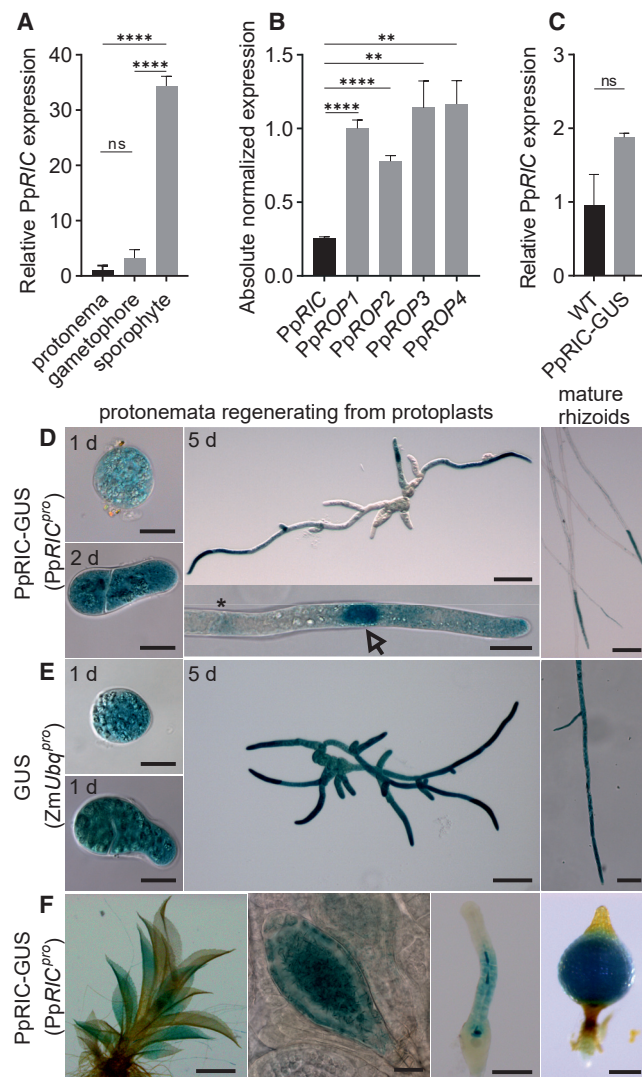 A
B
C
Relative PpRIC expression
40
30
20
10
0
****
****
ns
protonema
gametophore
sporophyte
Absolute normalized expression
1.5
1.0
0.5
0.0
**
**
****
****
PpRIC
PpROP1
PpROP2
PpROP3
PpROP4
Relative PpRIC expression
3
2
1
0
ns
WT
PpRIC-GUS
protonemata regenerating from protoplasts
mature
rhizoids
D
PpRIC-GUS
(PpRICpro)
1 d
2 d
5 d
*
E
GUS
(ZmUbqpro)
1 d
1 d
5 d
F
PpRIC-GUS
(PpRICpro)